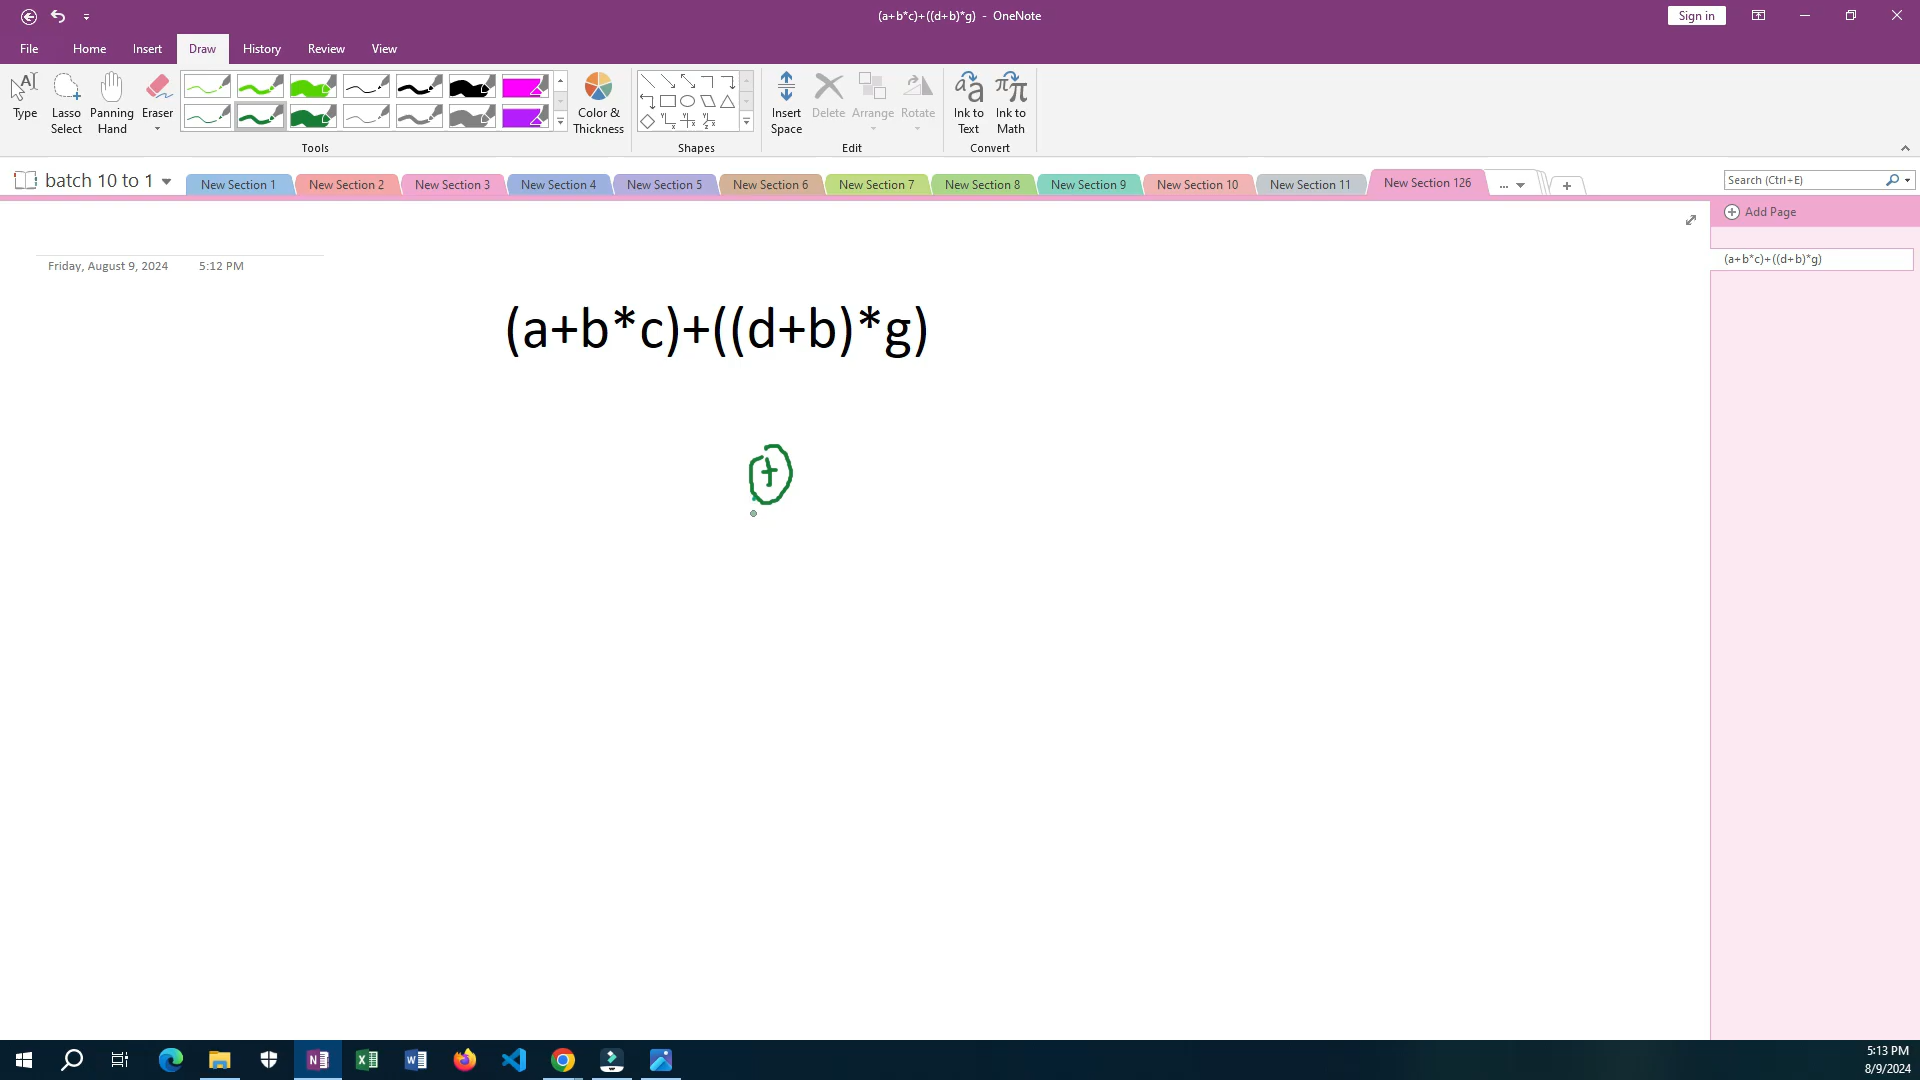 (a+b*c)+((d+b)*g) - OneNote
Sign in
File Home Insert Draw History Review View
Type
Lasso Select
Panning Hand
Eraser
Color & Thickness
Insert Space
Delete
Arrange
Rotate
Ink to Text
Ink to Math
Tools
Shapes
Edit
Convert
batch 10 to 1
New Section 1
New Section 2
New Section 3
New Section 4
New Section 5
New Section 6
New Section 7
New Section 8
New Section 9
New Section 10
New Section 11
New Section 126
...
Search (Ctrl+E)
Add Page
(a+b*c)+((d+b)*g)
Friday, August 9, 2024 5:12 PM
(a+b*c)+((d+b)*g)
+
5:13 PM
8/9/2024